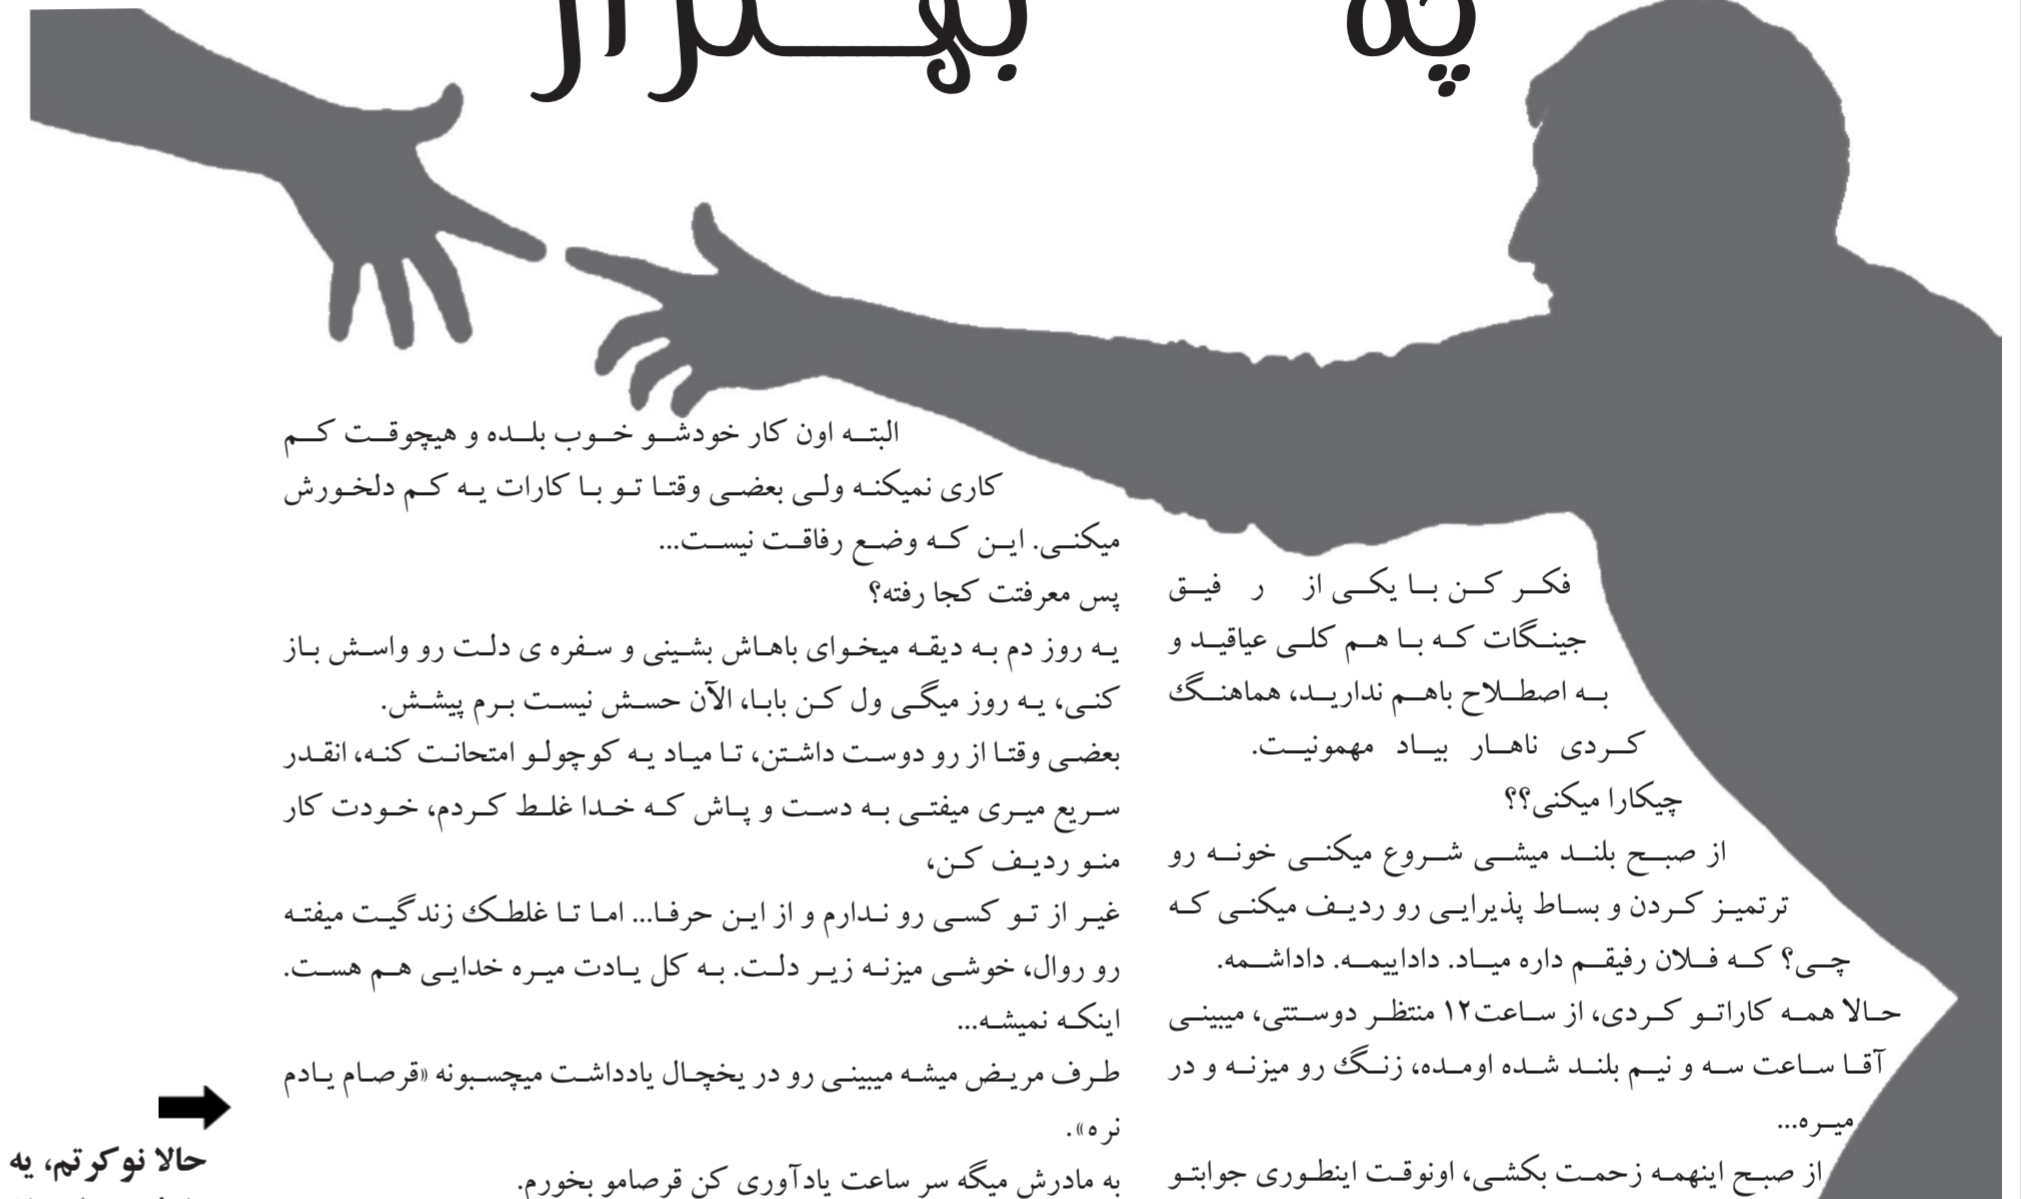 چه بهتر از
فکر کن با یکی از ر فیق
جینگات که با هم کلی عیاقید و
به اصطلاح باهم ندارید، هماهنگ
کردی ناهار بیاد مهمونیت.
چیکارا میکنی؟؟
از صبح بلند میشی شروع میکنی خونه رو
ترتمیز کردن و بساط پذیرایی رو ردیف میکنی که
چی؟ که فلان رفیقم داره میاد. داداییمه. داداشمه.
حالا همه کاراتو کردی، از ساعت۱۲ منتظر دوستتی، میبینی
آقا ساعت سه و نیم بلند شده اومده، زنگ رو میزنه و در
میره...
از صبح اینهمه زحمت بکشی، اونوقت اینطوری جوابتو
البته اون کار خودشو خوب بلده و هیچوقت کم
کاری نمیکنه ولی بعضی وقتا تو با کارات یه کم دلخورش
میکنی. این که وضع رفاقت نیست...
پس معرفتت کجا رفته؟
یه روز دم به دیقه میخوای باهاش بشینی و سفره ی دلت رو واسش باز
کنی، یه روز میگی ول کن بابا، الآن حسش نیست برم پیشش.
بعضی وقتا از رو دوست داشتن، تا میاد یه کوچولو امتحانت کنه، انقدر
سریع میری میفتی به دست و پاش که خدا غلط کردم، خودت کار
منو ردیف کن،
غیر از تو کسی رو ندارم و از این حرفا... اما تا غلطک زندگیت میفته
رو روال، خوشی میزنه زیر دلت. به کل یادت میره خدایی هم هست.
اینکه نمیشه...
طرف مریض میشه میبینی رو در یخچال یادداشت میچسبونه «قرصام یادم
نره».
به مادرش میگه سر ساعت یادآوری کن قرصامو بخورم.
حالا نوکرتم، یه